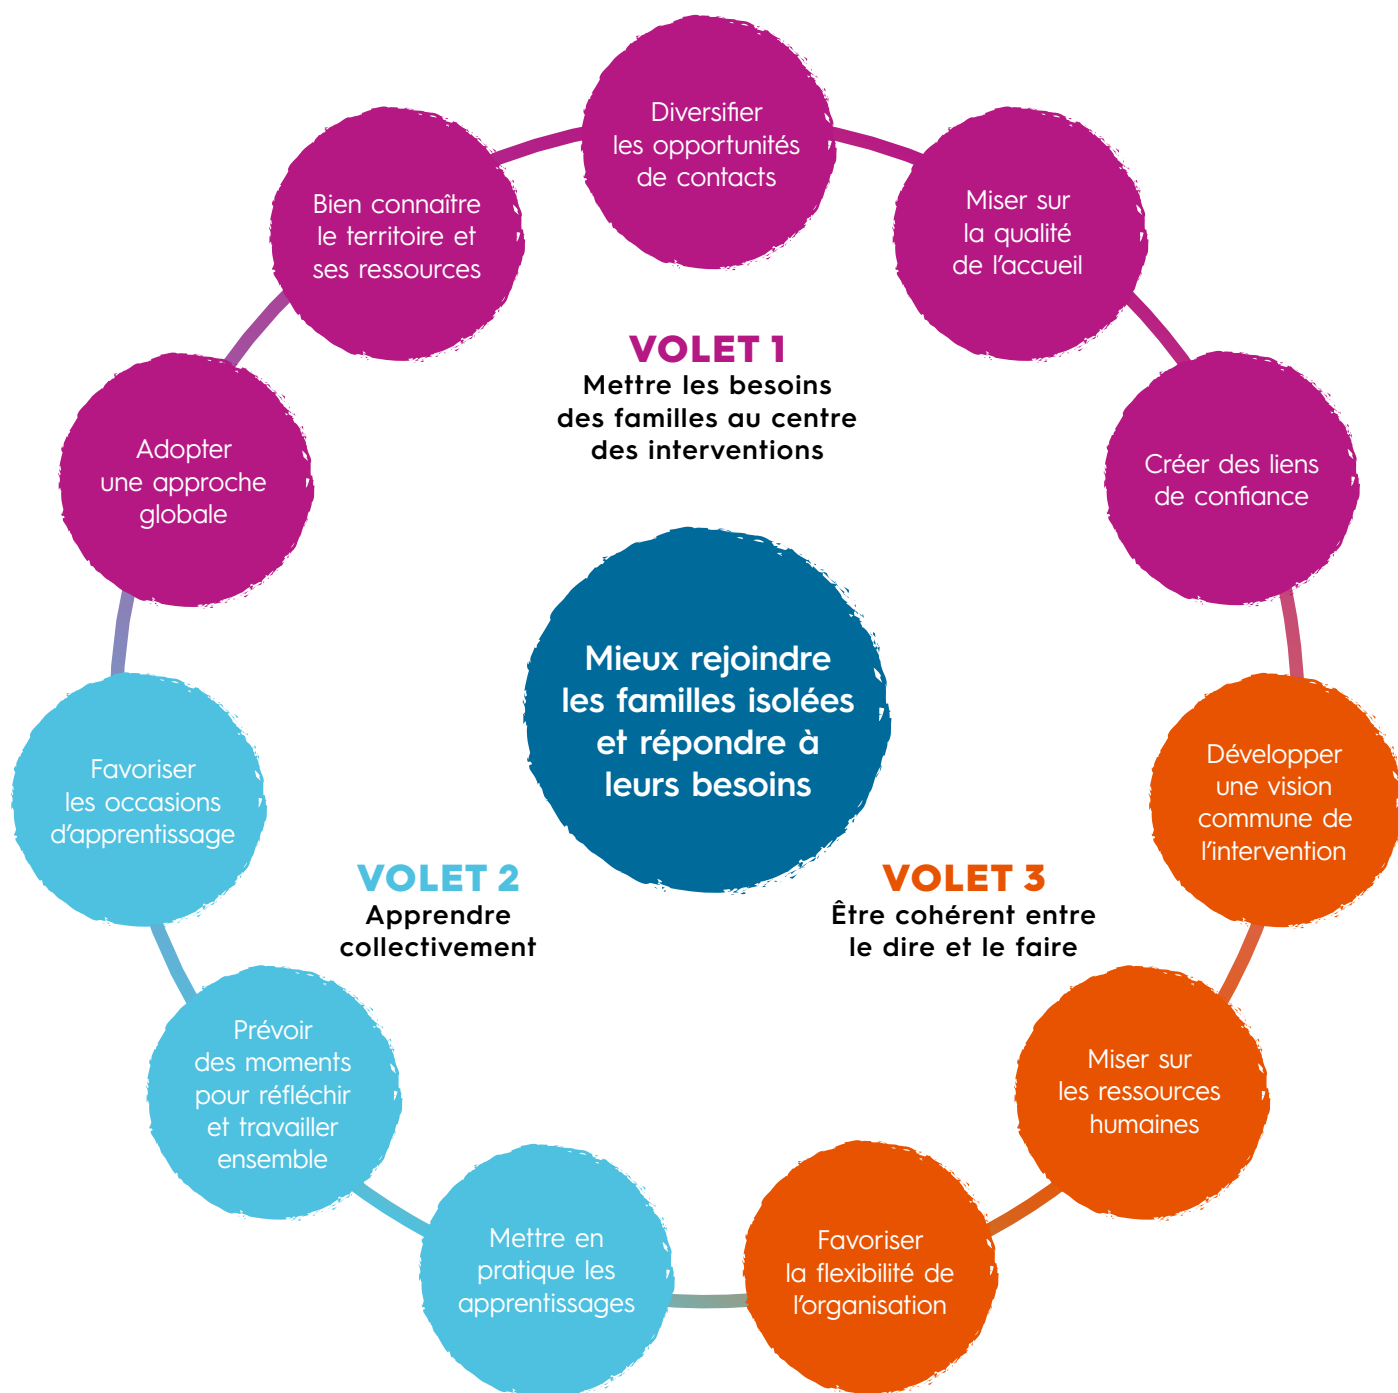 Diversifier
les opportunités
de contacts
Bien connaître
le territoire et
ses ressources
Miser sur
la qualité
de l'accueil
Adopter
une approche
globale
Créer des liens
de confiance
VOLET 1
Mettre les besoins
des familles au centre
des interventions
Mieux rejoindre
les familles isolées
et répondre à
leurs besoins
Favoriser
les occasions
d'apprentissage
Développer
une vision
commune de
l'intervention
VOLET 2
Apprendre
collectivement
VOLET 3
Être cohérent entre
le dire et le faire
Prévoir
des moments
pour réfléchir
et travailler
ensemble
Miser sur
les ressources
humaines
Mettre en
pratique les
apprentissages
Favoriser
la flexibilité de
l'organisation